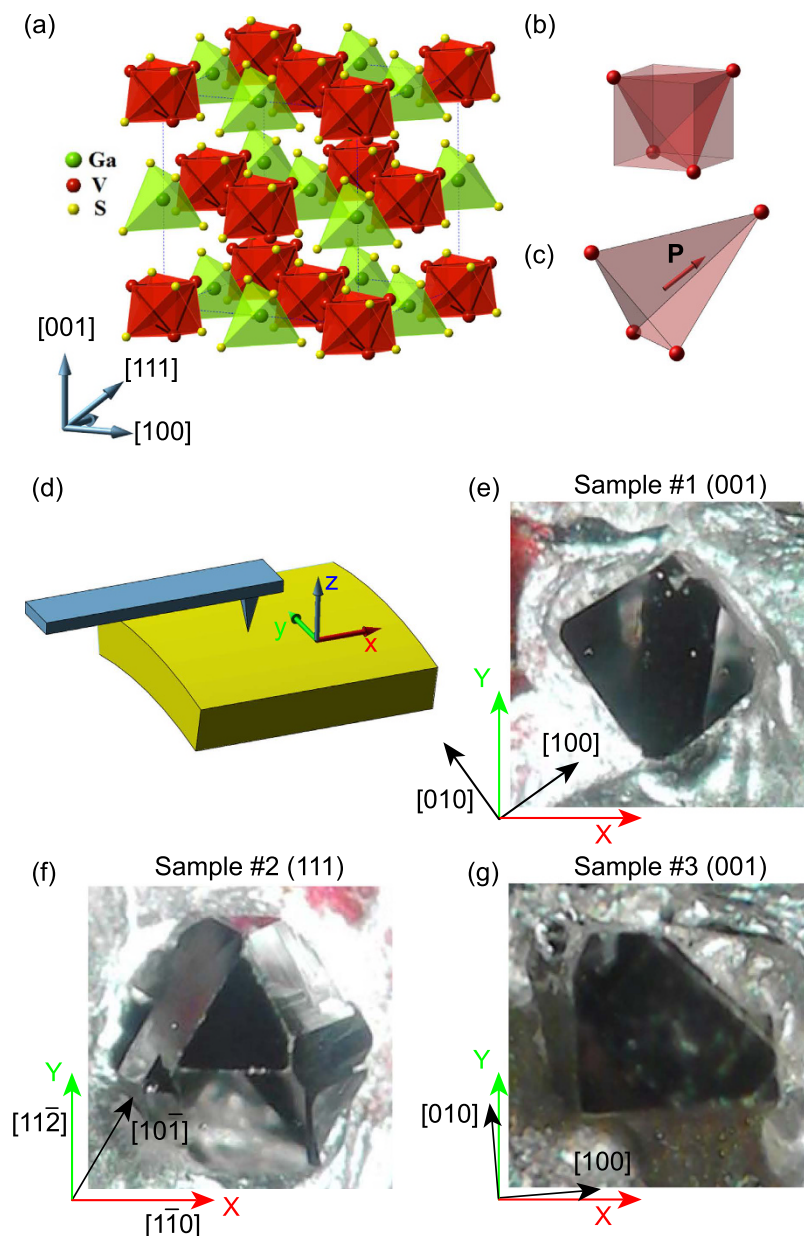 (a)
(b)
Ga
V
S
(c)
P
[001]
[111]
[100]
(d)
z
y
x
(e)
Sample #1 (001)
Y
[100]
[010]
X
(f)
Sample #2 (111)
Y
[112̅]
[101̅]
X
[11̅0]
(g)
Sample #3 (001)
Y
[010]
[100]
X